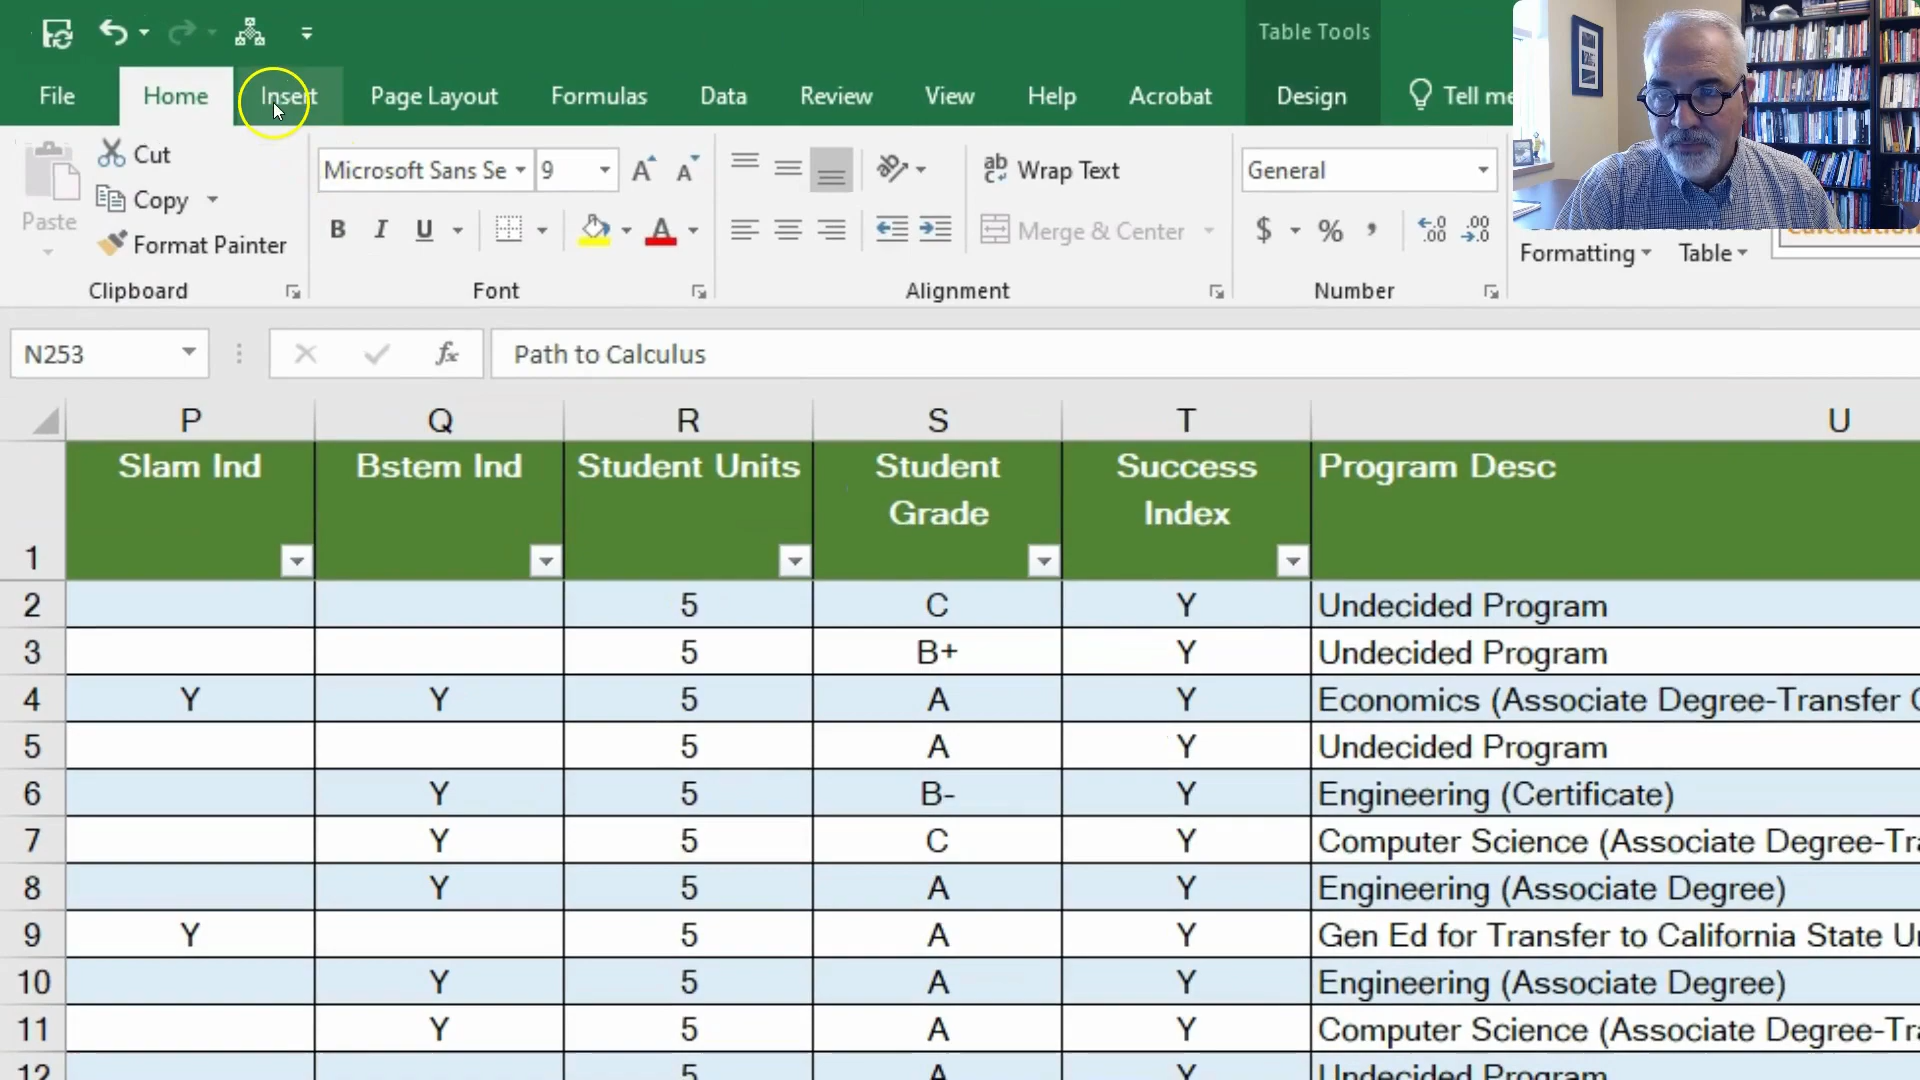 Table Tools
File Home Insert Page Layout Formulas Data Review View Help Acrobat Design Tell me
Paste
Cut
Copy
Format Painter
Clipboard
Microsoft Sans Se 9
B I U
Font
Wrap Text
Merge & Center
Alignment
General
$ % ,
Number
Formatting Table
N253 fx Path to Calculus
P Q R S T U
1 Slam Ind Bstem Ind Student Units Student Grade Success Index Program Desc
2 5 C Y Undecided Program
3 5 B+ Y Undecided Program
4 Y Y 5 A Y Economics (Associate Degree-Transfer
5 5 A Y Undecided Program
6 Y 5 B- Y Engineering (Certificate)
7 Y 5 C Y Computer Science (Associate Degree-Tra
8 Y 5 A Y Engineering (Associate Degree)
9 Y 5 A Y Gen Ed for Transfer to California State Un
10 Y 5 A Y Engineering (Associate Degree)
11 Y 5 A Y Computer Science (Associate Degree-Tra
12 5 A Y Undecided Program